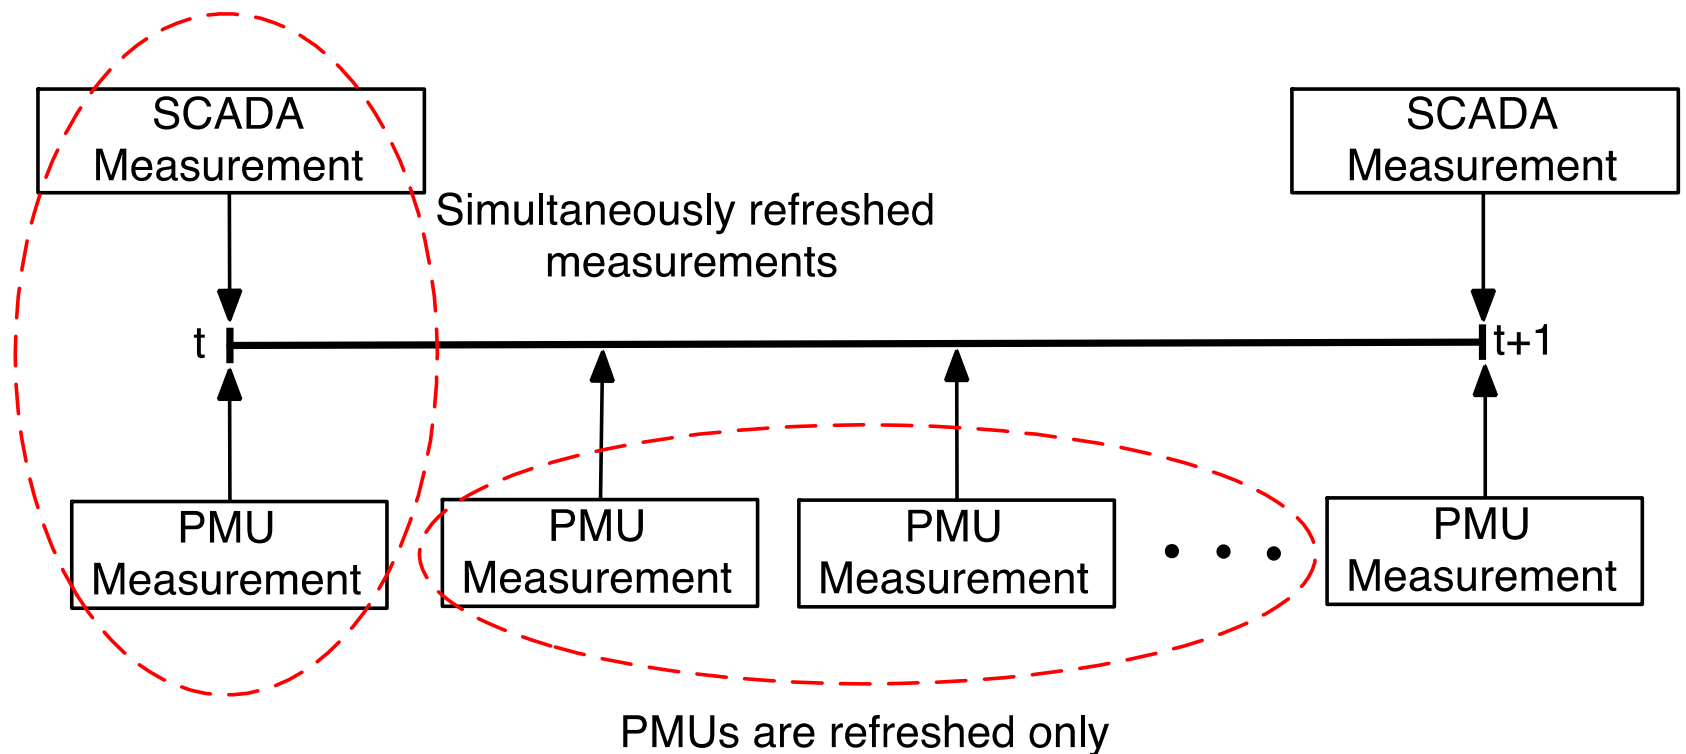 SCADA
Measurement
SCADA
Measurement
Simultaneously refreshed
measurements
t
t+1
PMU
Measurement
PMU
Measurement
PMU
Measurement
PMU
Measurement
PMUs are refreshed only